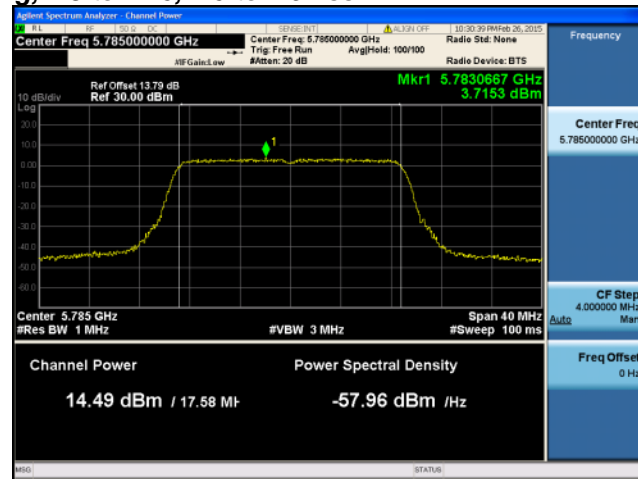 Agilent Spectrum Analyzer - Channel Power
RL RF 50 Ω DC SENSE:INT ALIGN OFF 10:30:39 PM Feb 26, 2015
Center Freq 5.785000000 GHz
Center Freq: 5.785000000 GHz
Radio Std: None
Trig: Free Run Avg|Hold: 100/100
#IFGain:Low #Atten: 20 dB Radio Device: BTS
Frequency
Ref Offset 13.79 dB
Mkr1 5.7830667 GHz
10 dB/div Ref 30.00 dBm 3.7153 dBm
Log
20.0
10.0
0.00
-10.0
-20.0
-30.0
-40.0
-50.0
-60.0
1
Center 5.785 GHz Span 40 MHz
#Res BW 1 MHz #VBW 3 MHz #Sweep 100 ms
Channel Power Power Spectral Density
14.49 dBm / 17.58 MH -57.96 dBm /Hz
Center Freq
5.785000000 GHz
CF Step
4.000000 MHz
Auto Man
Freq Offset
0 Hz
MSG STATUS